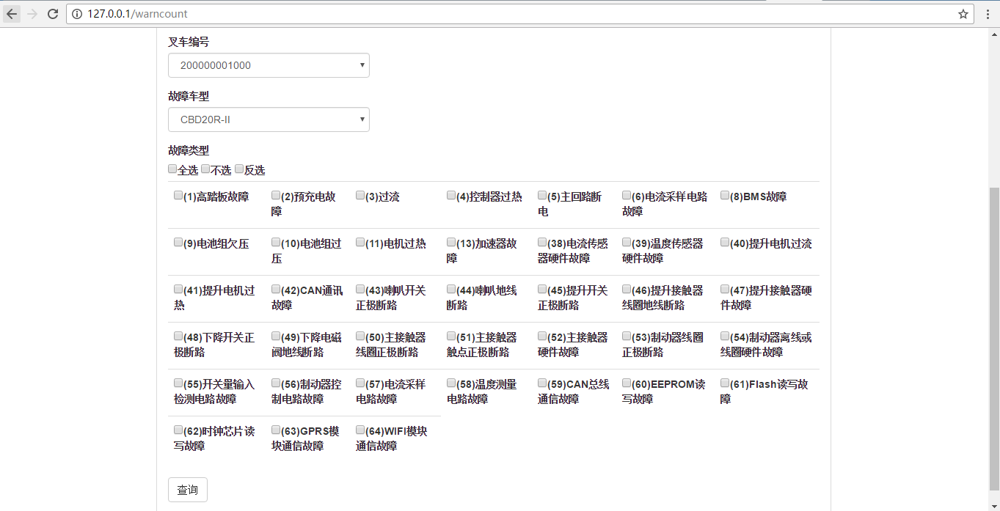 127.0.0.1/warncount
叉车编号
200000001000
故障车型
CBD20R-II
故障类型
全选 不选 反选
(1)高踏板故障 (2)预充电故 (3)过流 (4)控制器过热 (5)主回路断 (6)电流采样电路 (8)BMS故障
障 电 故障
(9)电池组欠压 (10)电池组过 (11)电机过热 (13)加速器故 (38)电流传感 (39)温度传感器 (40)提升电机过流
压 障 器硬件故障 硬件故障
(41)提升电机过 (42)CAN通讯 (43)喇叭开关 (44)喇叭地线 (45)提升开关 (46)提升接触器 (47)提升接触器硬
热 故障 正极断路 断路 正极断路 线圈地线断路 件故障
(48)下降开关正 (49)下降电磁 (50)主接触器 (51)主接触器 (52)主接触器 (53)制动器线圈 (54)制动器离线或
极断路 阀地线断路 线圈正极断路 触点正极断路 硬件故障 正极断路 线圈硬件故障
(55)开关量输入 (56)制动器控 (57)电流采样 (58)温度测量 (59)CAN总线 (60)EEPROM读 (61)Flash读写故
检测电路故障 制电路故障 电路故障 电路故障 通信故障 写故障 障
(62)时钟芯片读 (63)GPRS模 (64)WIFI模块
写故障 块通信故障 通信故障
查询